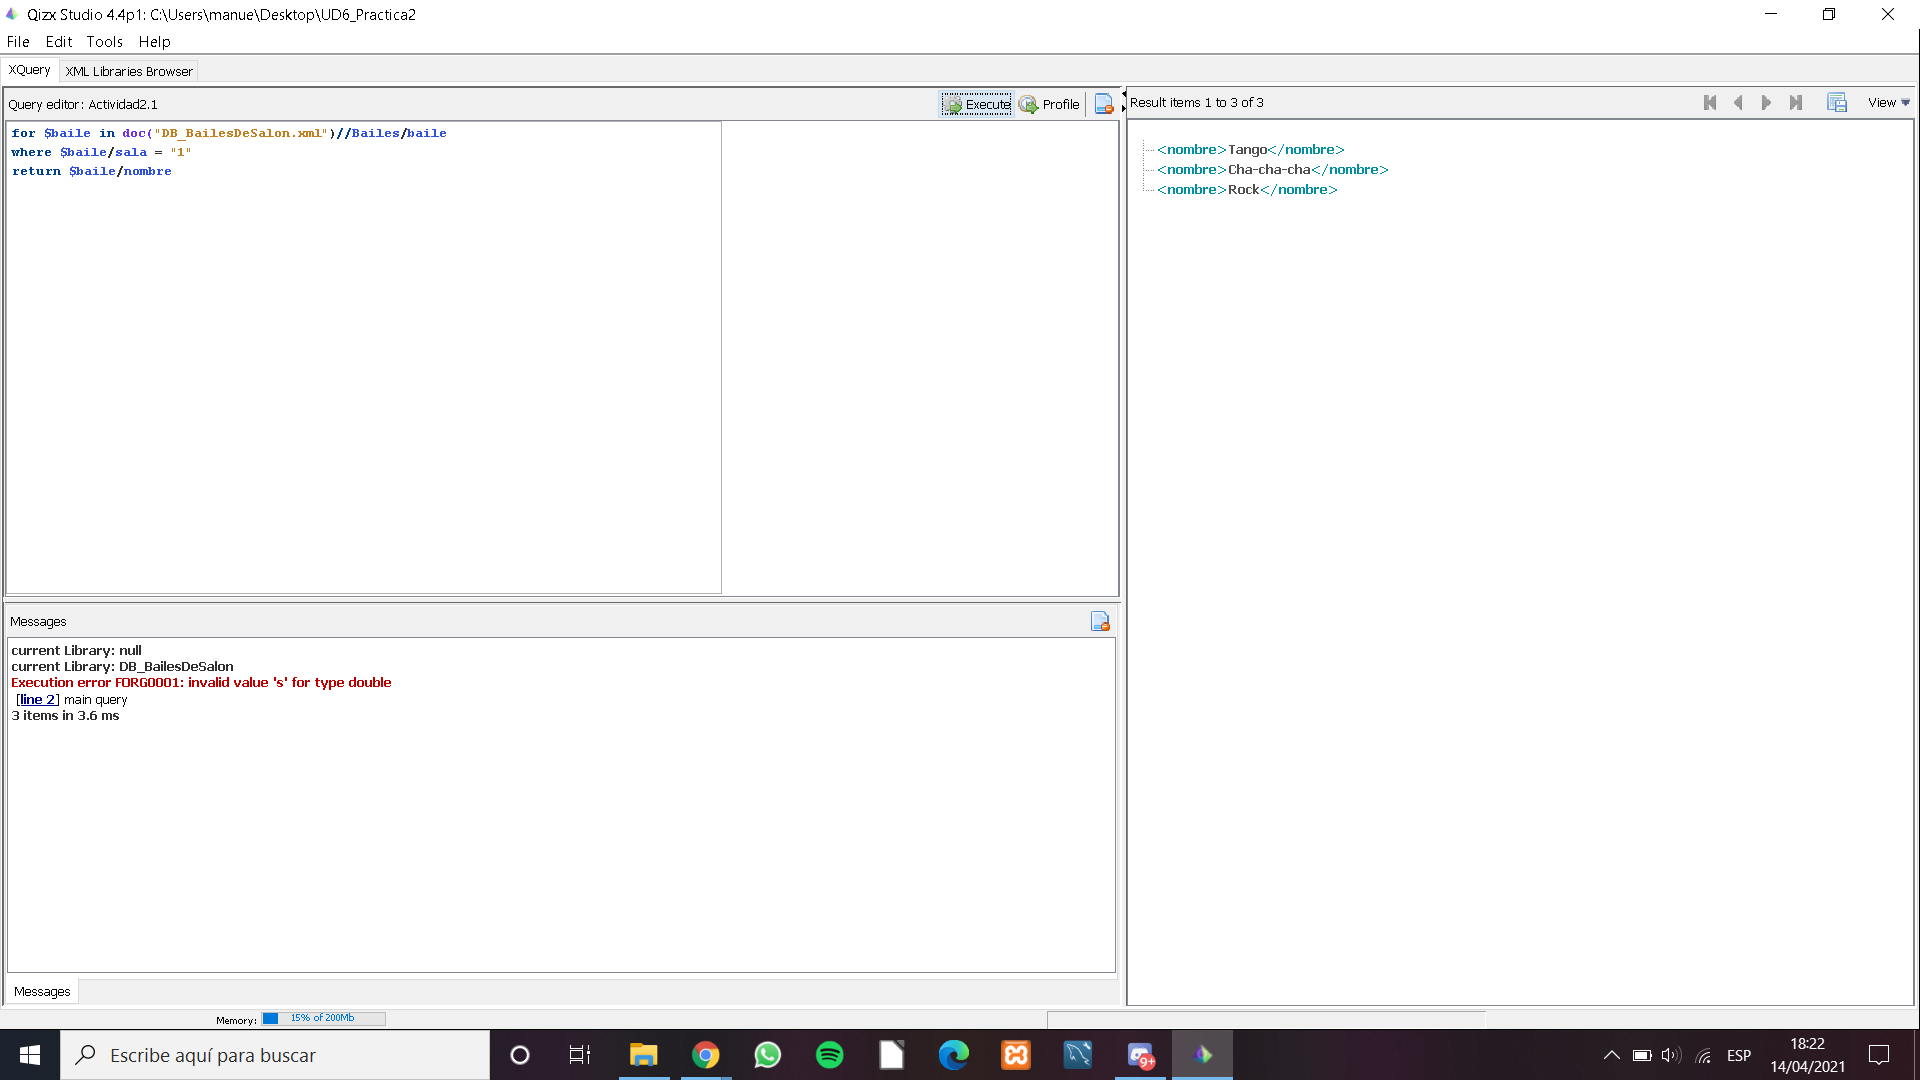 Qizx Studio 4.4p1: C:\Users\manue\Desktop\UD6_Practica2
File Edit Tools Help
XQuery XML Libraries Browser
Query editor: Actividad2.1
Execute Profile
for $baile in doc("DB_BailesDeSalon.xml")//Bailes/baile
where $baile/sala = "1"
return $baile/nombre
Result items 1 to 3 of 3
View
<nombre>Tango</nombre>
<nombre>Cha-cha-cha</nombre>
<nombre>Rock</nombre>
Messages
current Library: null
current Library: DB_BailesDeSalon
Execution error FORG0001: invalid value 's' for type double
[line 2] main query
3 items in 3.6 ms
Messages
Memory: 15% of 200Mb
Escribe aquí para buscar
9+
ESP
18:22
14/04/2021